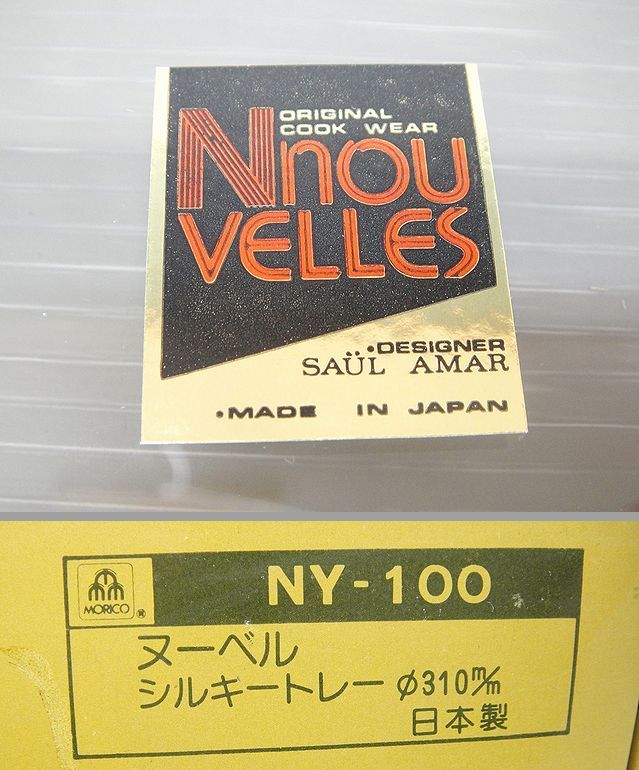 ORIGINAL
COOK WEAR
Nnou
VELLES
•DESIGNER
SAÜL AMAR
•MADE IN JAPAN
MORICO ®
NY-100
ヌーベル
シルキートレー φ310m/m
日本製